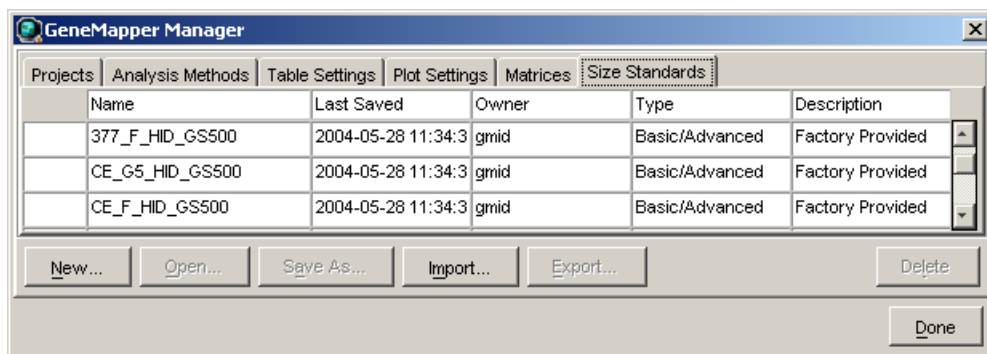 GeneMapper Manager
Projects Analysis Methods Table Settings Plot Settings Matrices Size Standards
Name Last Saved Owner Type Description
377_F_HID_GS500 2004-05-28 11:34:3 gmid Basic/Advanced Factory Provided
CE_G5_HID_GS500 2004-05-28 11:34:3 gmid Basic/Advanced Factory Provided
CE_F_HID_GS500 2004-05-28 11:34:3 gmid Basic/Advanced Factory Provided
New... Open... Save As... Import... Export... Delete
Done